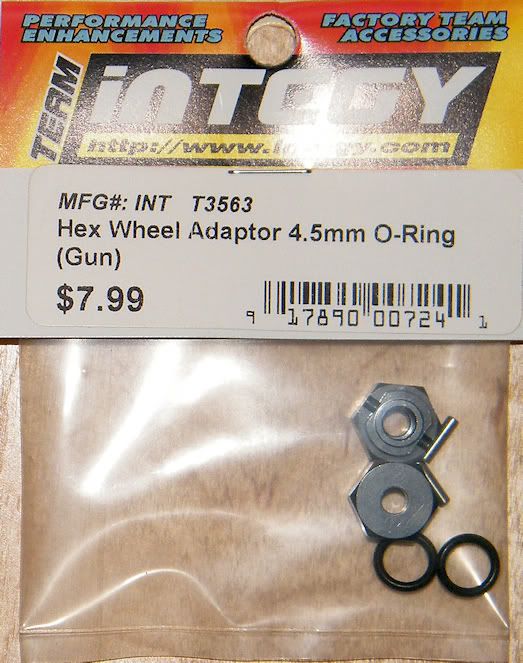 PERFORMANCE ENHANCEMENTS
FACTORY TEAM ACCESSORIES
TEAM
inTEGY
http://www.integy.com
MFG#: INT T3563
Hex Wheel Adaptor 4.5mm O-Ring
(Gun)
$7.99
9 17890 00724 1